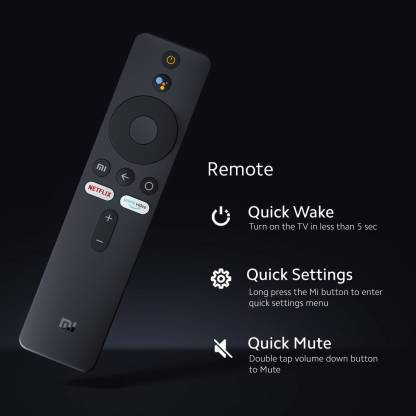 Remote
Quick Wake
Turn on the TV in less than 5 sec
Quick Settings
Long press the Mi button to enter
quick settings menu
Quick Mute
Double tap volume down button
to Mute
mi
NETFLIX
prime video
+
−
mi